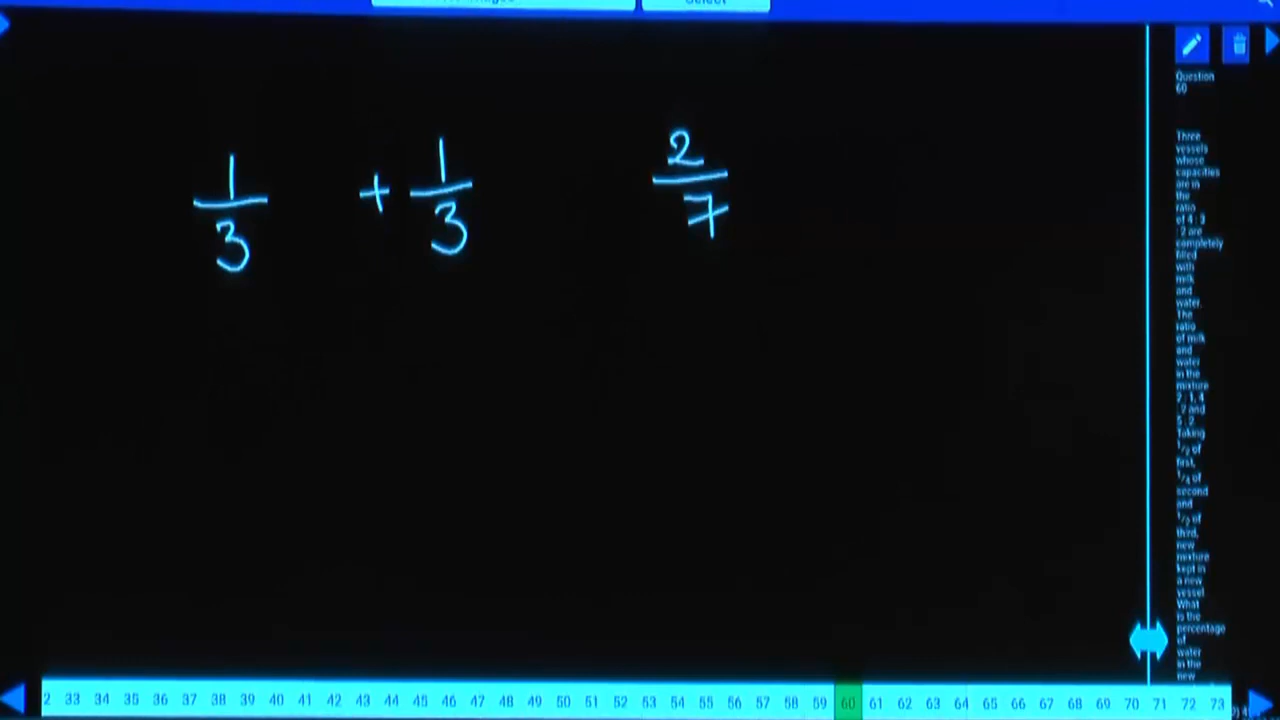 Select
1/3 + 1/3 2/7
Question
60
Three
vessels
whose
capacities
are in
the
ratio
of 4 : 3
: 2 are
completely
filled
with
milk
and
water.
The
ratio
of milk
and
water
in the
mixture
2 : 1, 4
: 2 and
5 : 2
Taking
1/2 of
first,
1/4 of
second
and
1/2 of
third,
new
mixture
kept in
a new
vessel
What
is the
percentage
of
water
in the
new
2 33 34 35 36 37 38 39 40 41 42 43 44 45 46 47 48 49 50 51 52 53 54 55 56 57 58 59 60 61 62 63 64 65 66 67 68 69 70 71 72 73